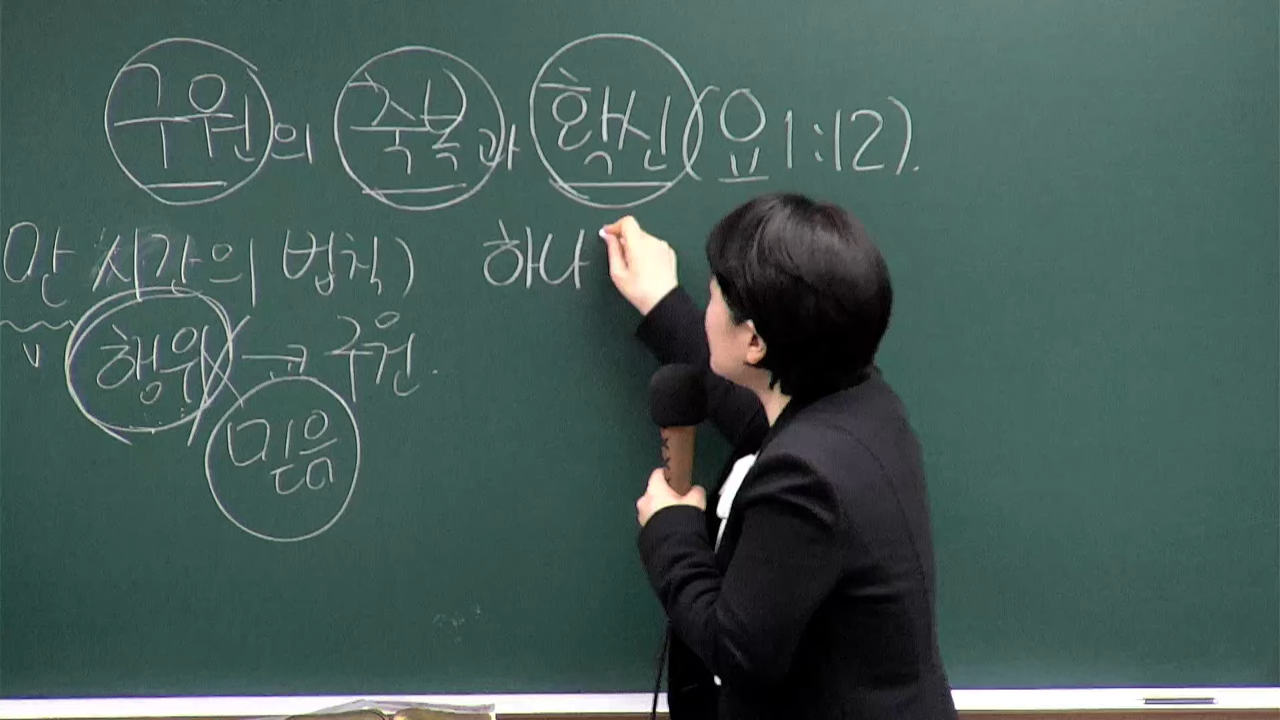 구원의 축복과 확신(요1:12).
만 시간의 법칙) 하나
행위 → 구원.
믿음